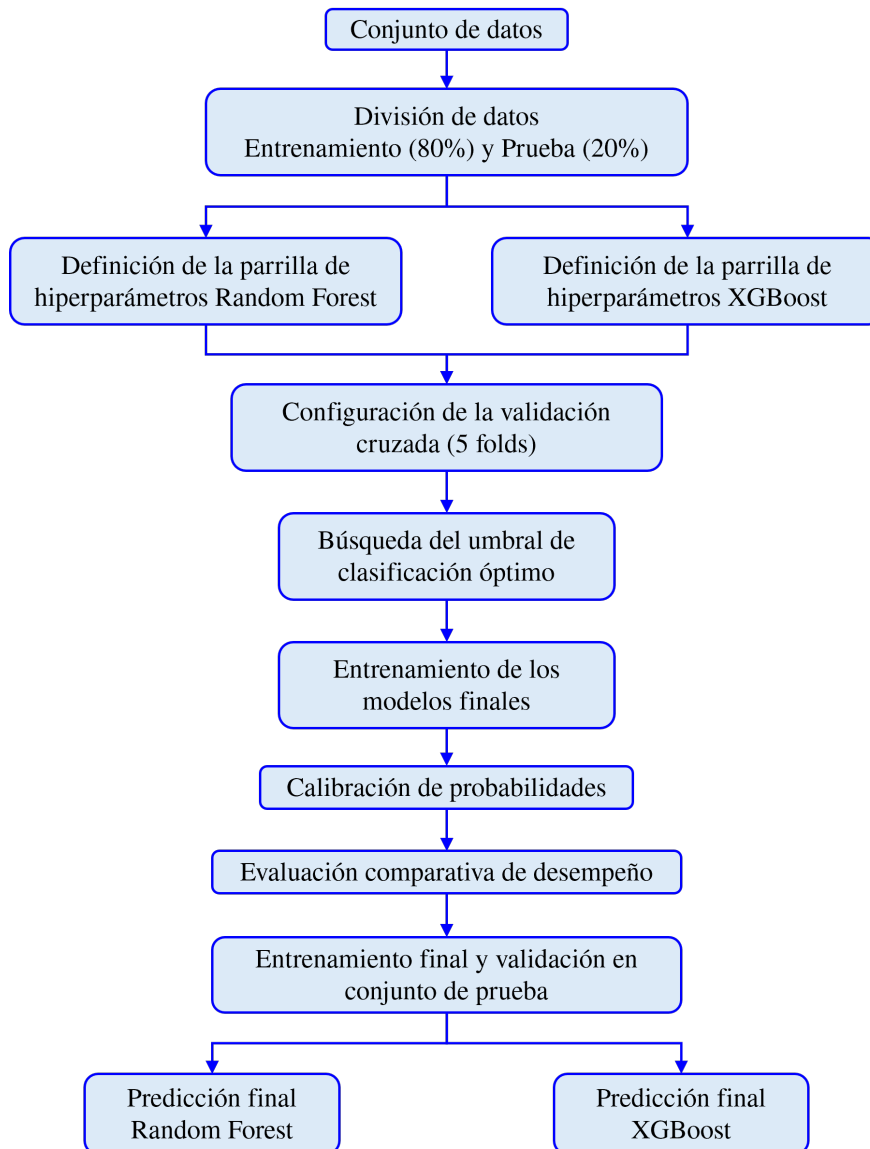 Conjunto de datos
División de datos
Entrenamiento (80%) y Prueba (20%)
Definición de la parrilla de
hiperparámetros Random Forest
Definición de la parrilla de
hiperparámetros XGBoost
Configuración de la validación
cruzada (5 folds)
Búsqueda del umbral de
clasificación óptimo
Entrenamiento de los
modelos finales
Calibración de probabilidades
Evaluación comparativa de desempeño
Entrenamiento final y validación en
conjunto de prueba
Predicción final
Random Forest
Predicción final
XGBoost